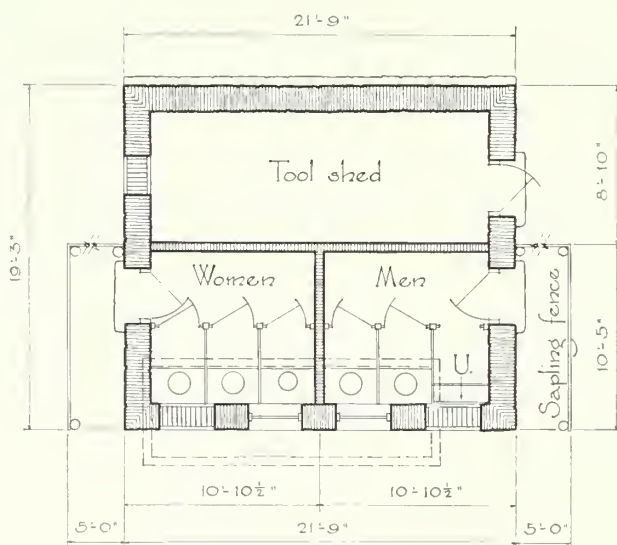 21'-9"
Tool shed
8'-10"
19'-3"
Women
Men
Sapling fence
10'-5"
U.
10'-10½"
10'-10½"
5'-0"
21'-9"
5'-0"